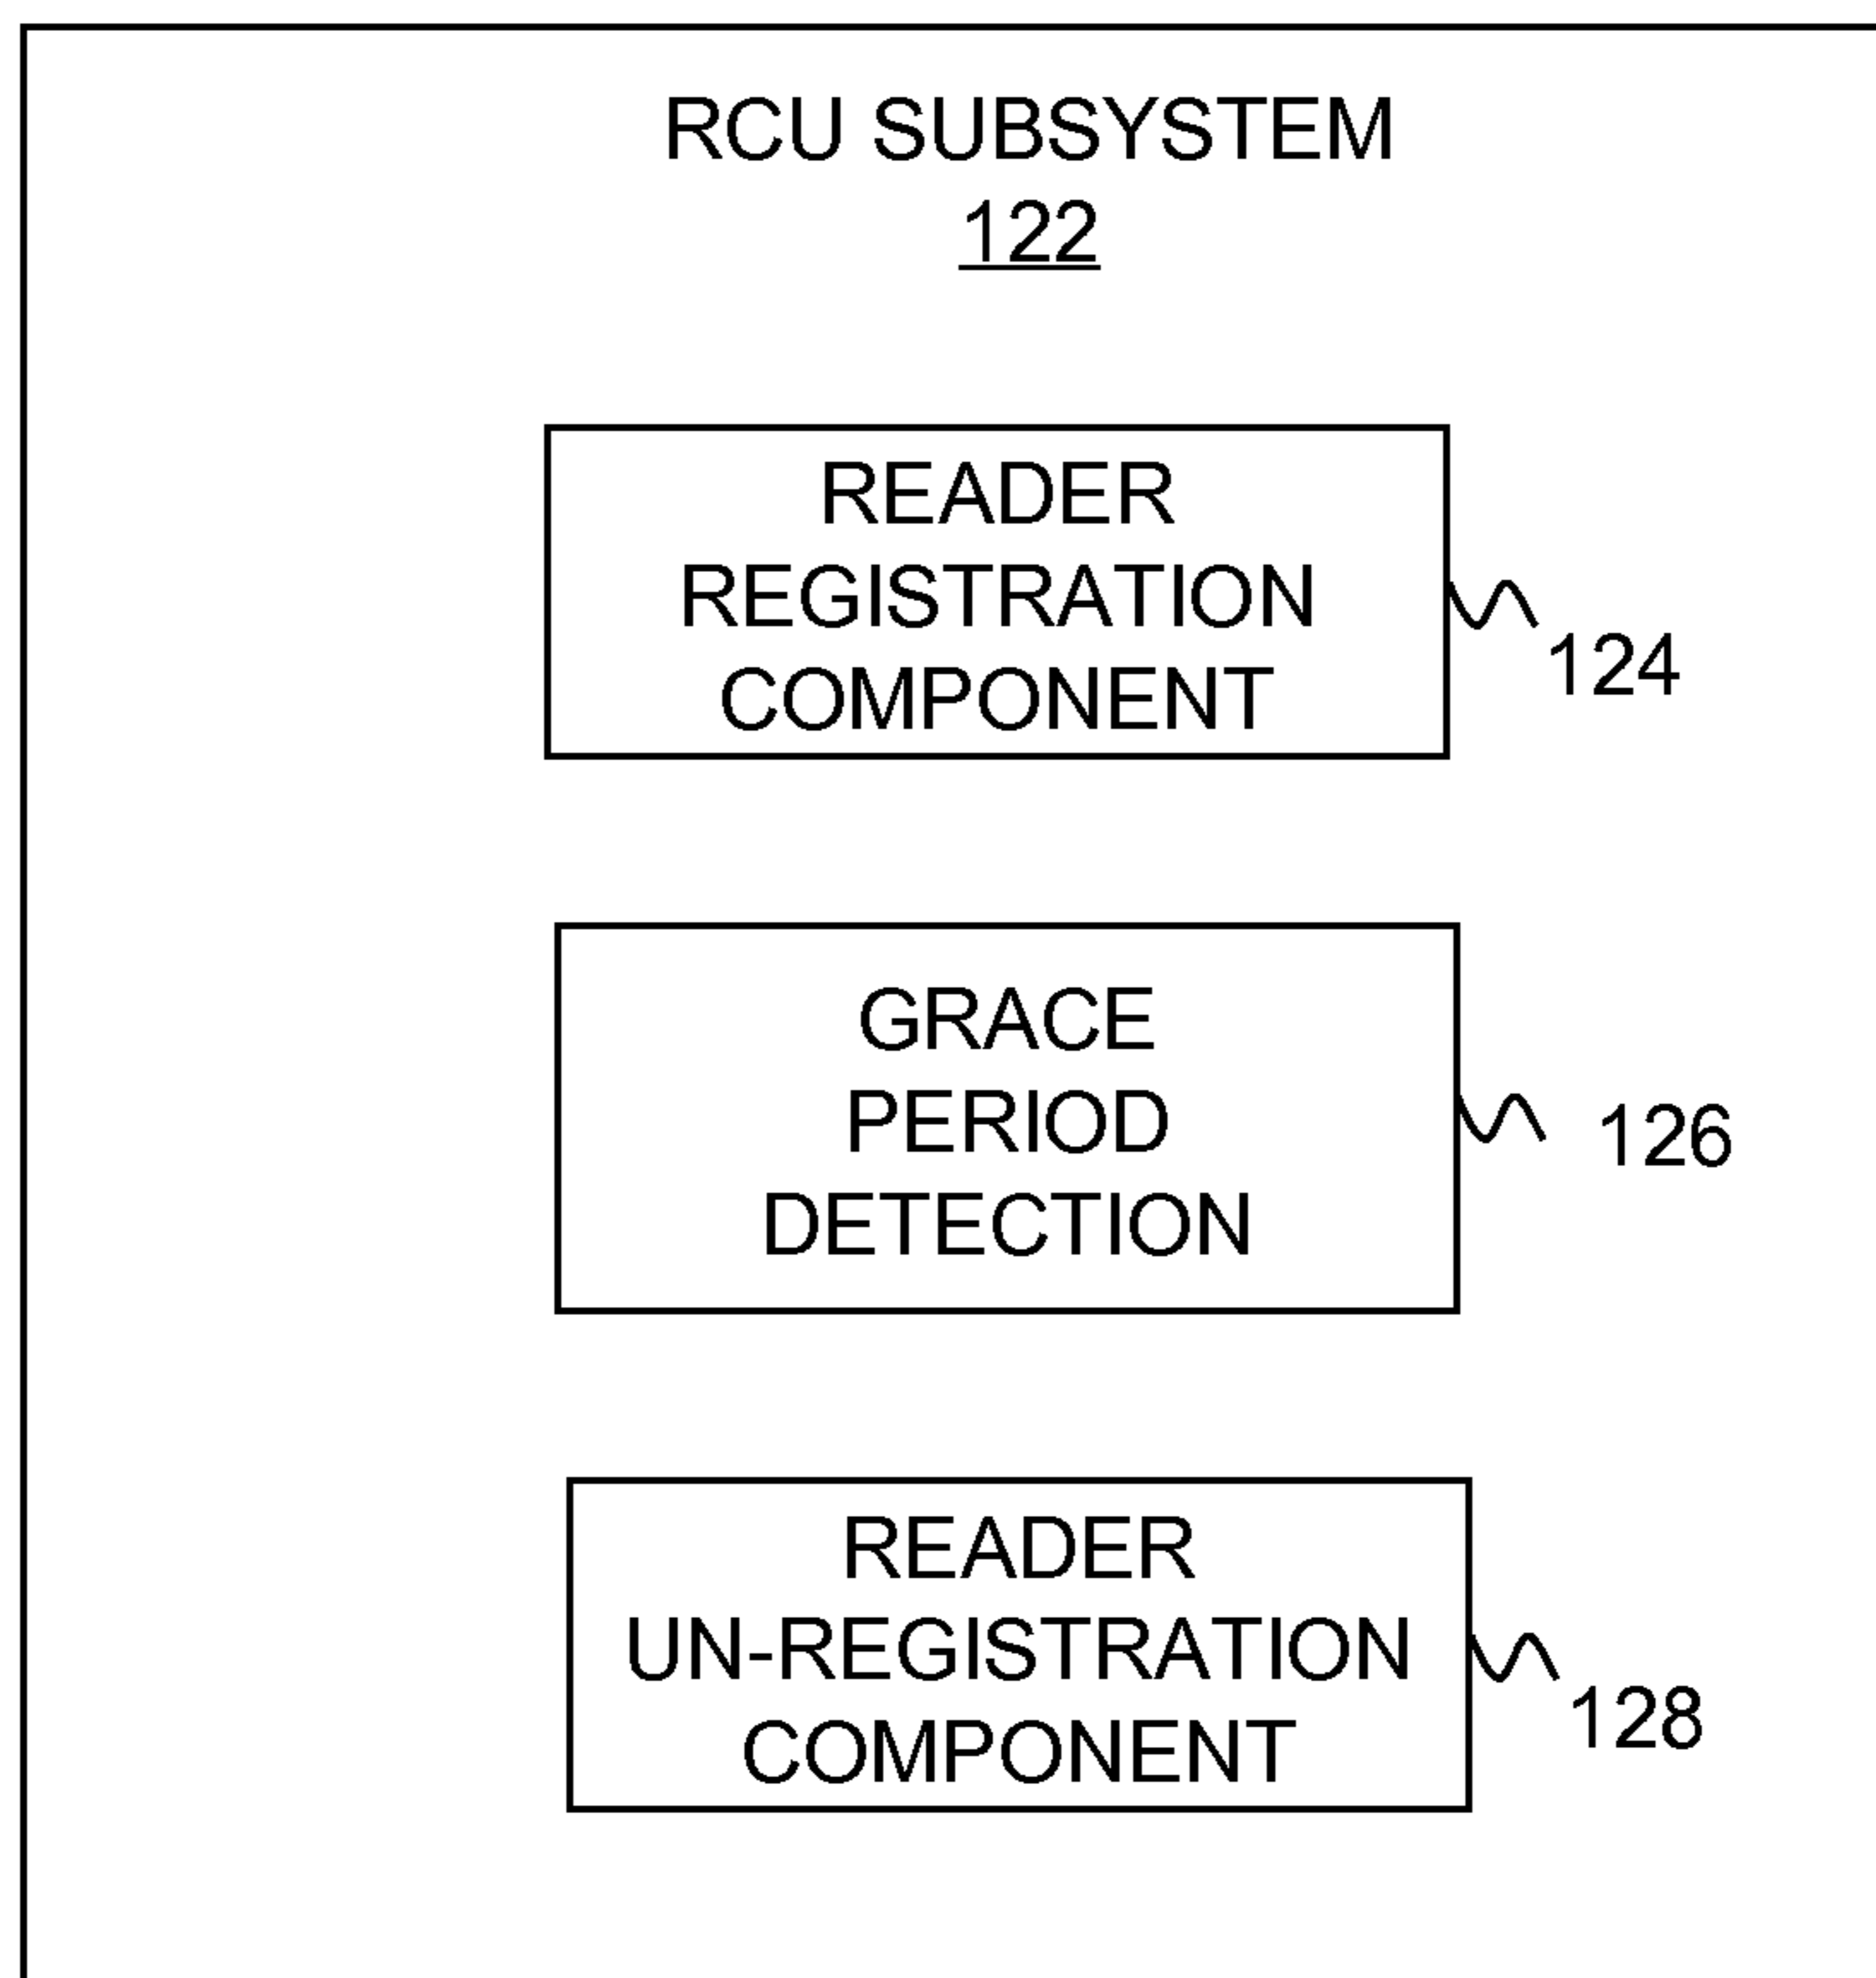 RCU SUBSYSTEM
122
READER
REGISTRATION
COMPONENT
124
GRACE
PERIOD
DETECTION
126
READER
UN-REGISTRATION
COMPONENT
128